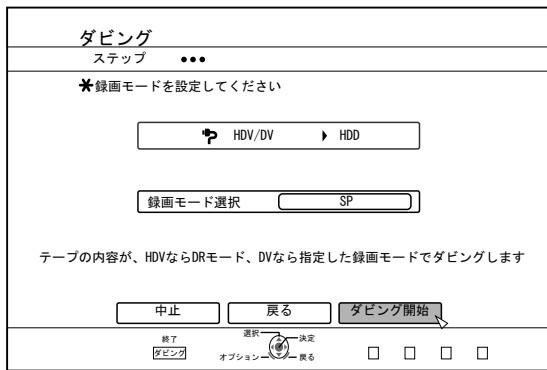 ダビング
ステップ ●●●
✱録画モードを設定してください
HDV/DV ▶ HDD
録画モード選択 SP
テープの内容が、HDVならDRモード、DVなら指定した録画モードでダビングします
中止 戻る ダビング開始
終了 選択 決定
ダビング オプション 戻る